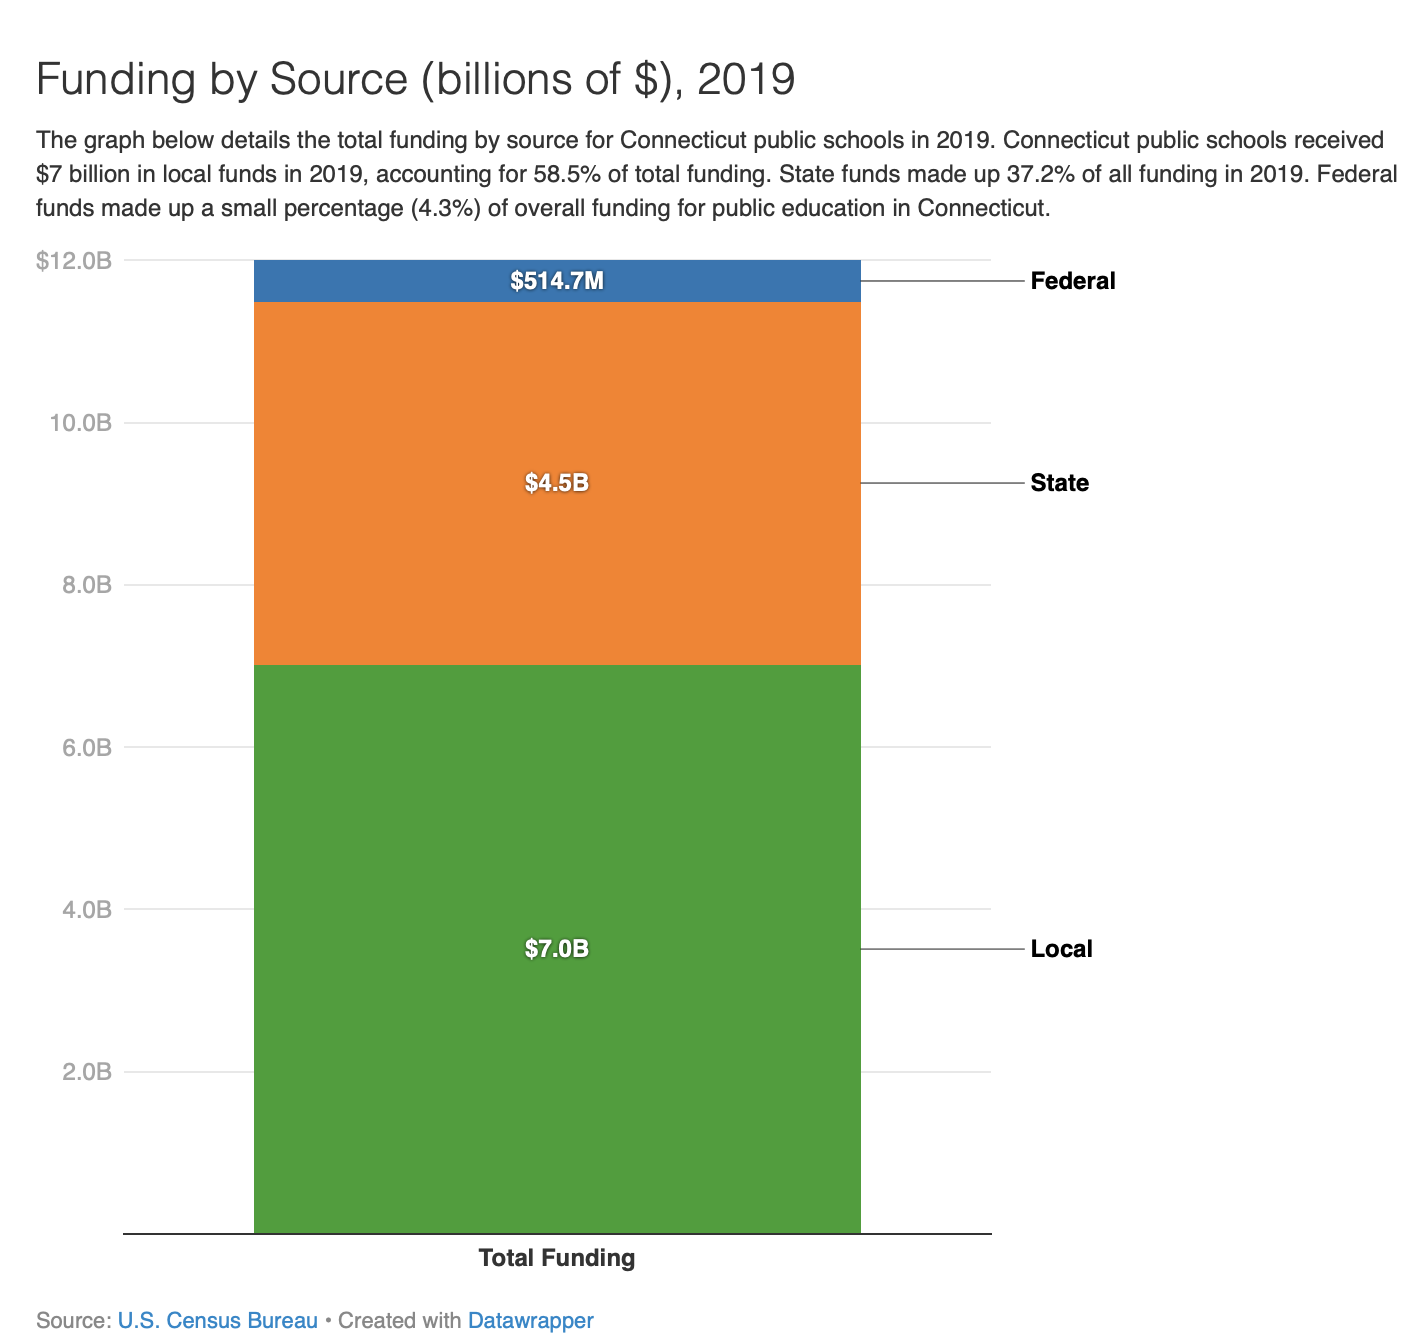 Funding by Source (billions of $), 2019
The graph below details the total funding by source for Connecticut public schools in 2019. Connecticut public schools received
$7 billion in local funds in 2019, accounting for 58.5% of total funding. State funds made up 37.2% of all funding in 2019. Federal
funds made up a small percentage (4.3%) of overall funding for public education in Connecticut.
$12.0B
$514.7M
Federal
10.0B
$4.5B
State
8.0B
6.0B
4.0B
$7.0B
Local
2.0B
Total Funding
Source: U.S. Census Bureau • Created with Datawrapper